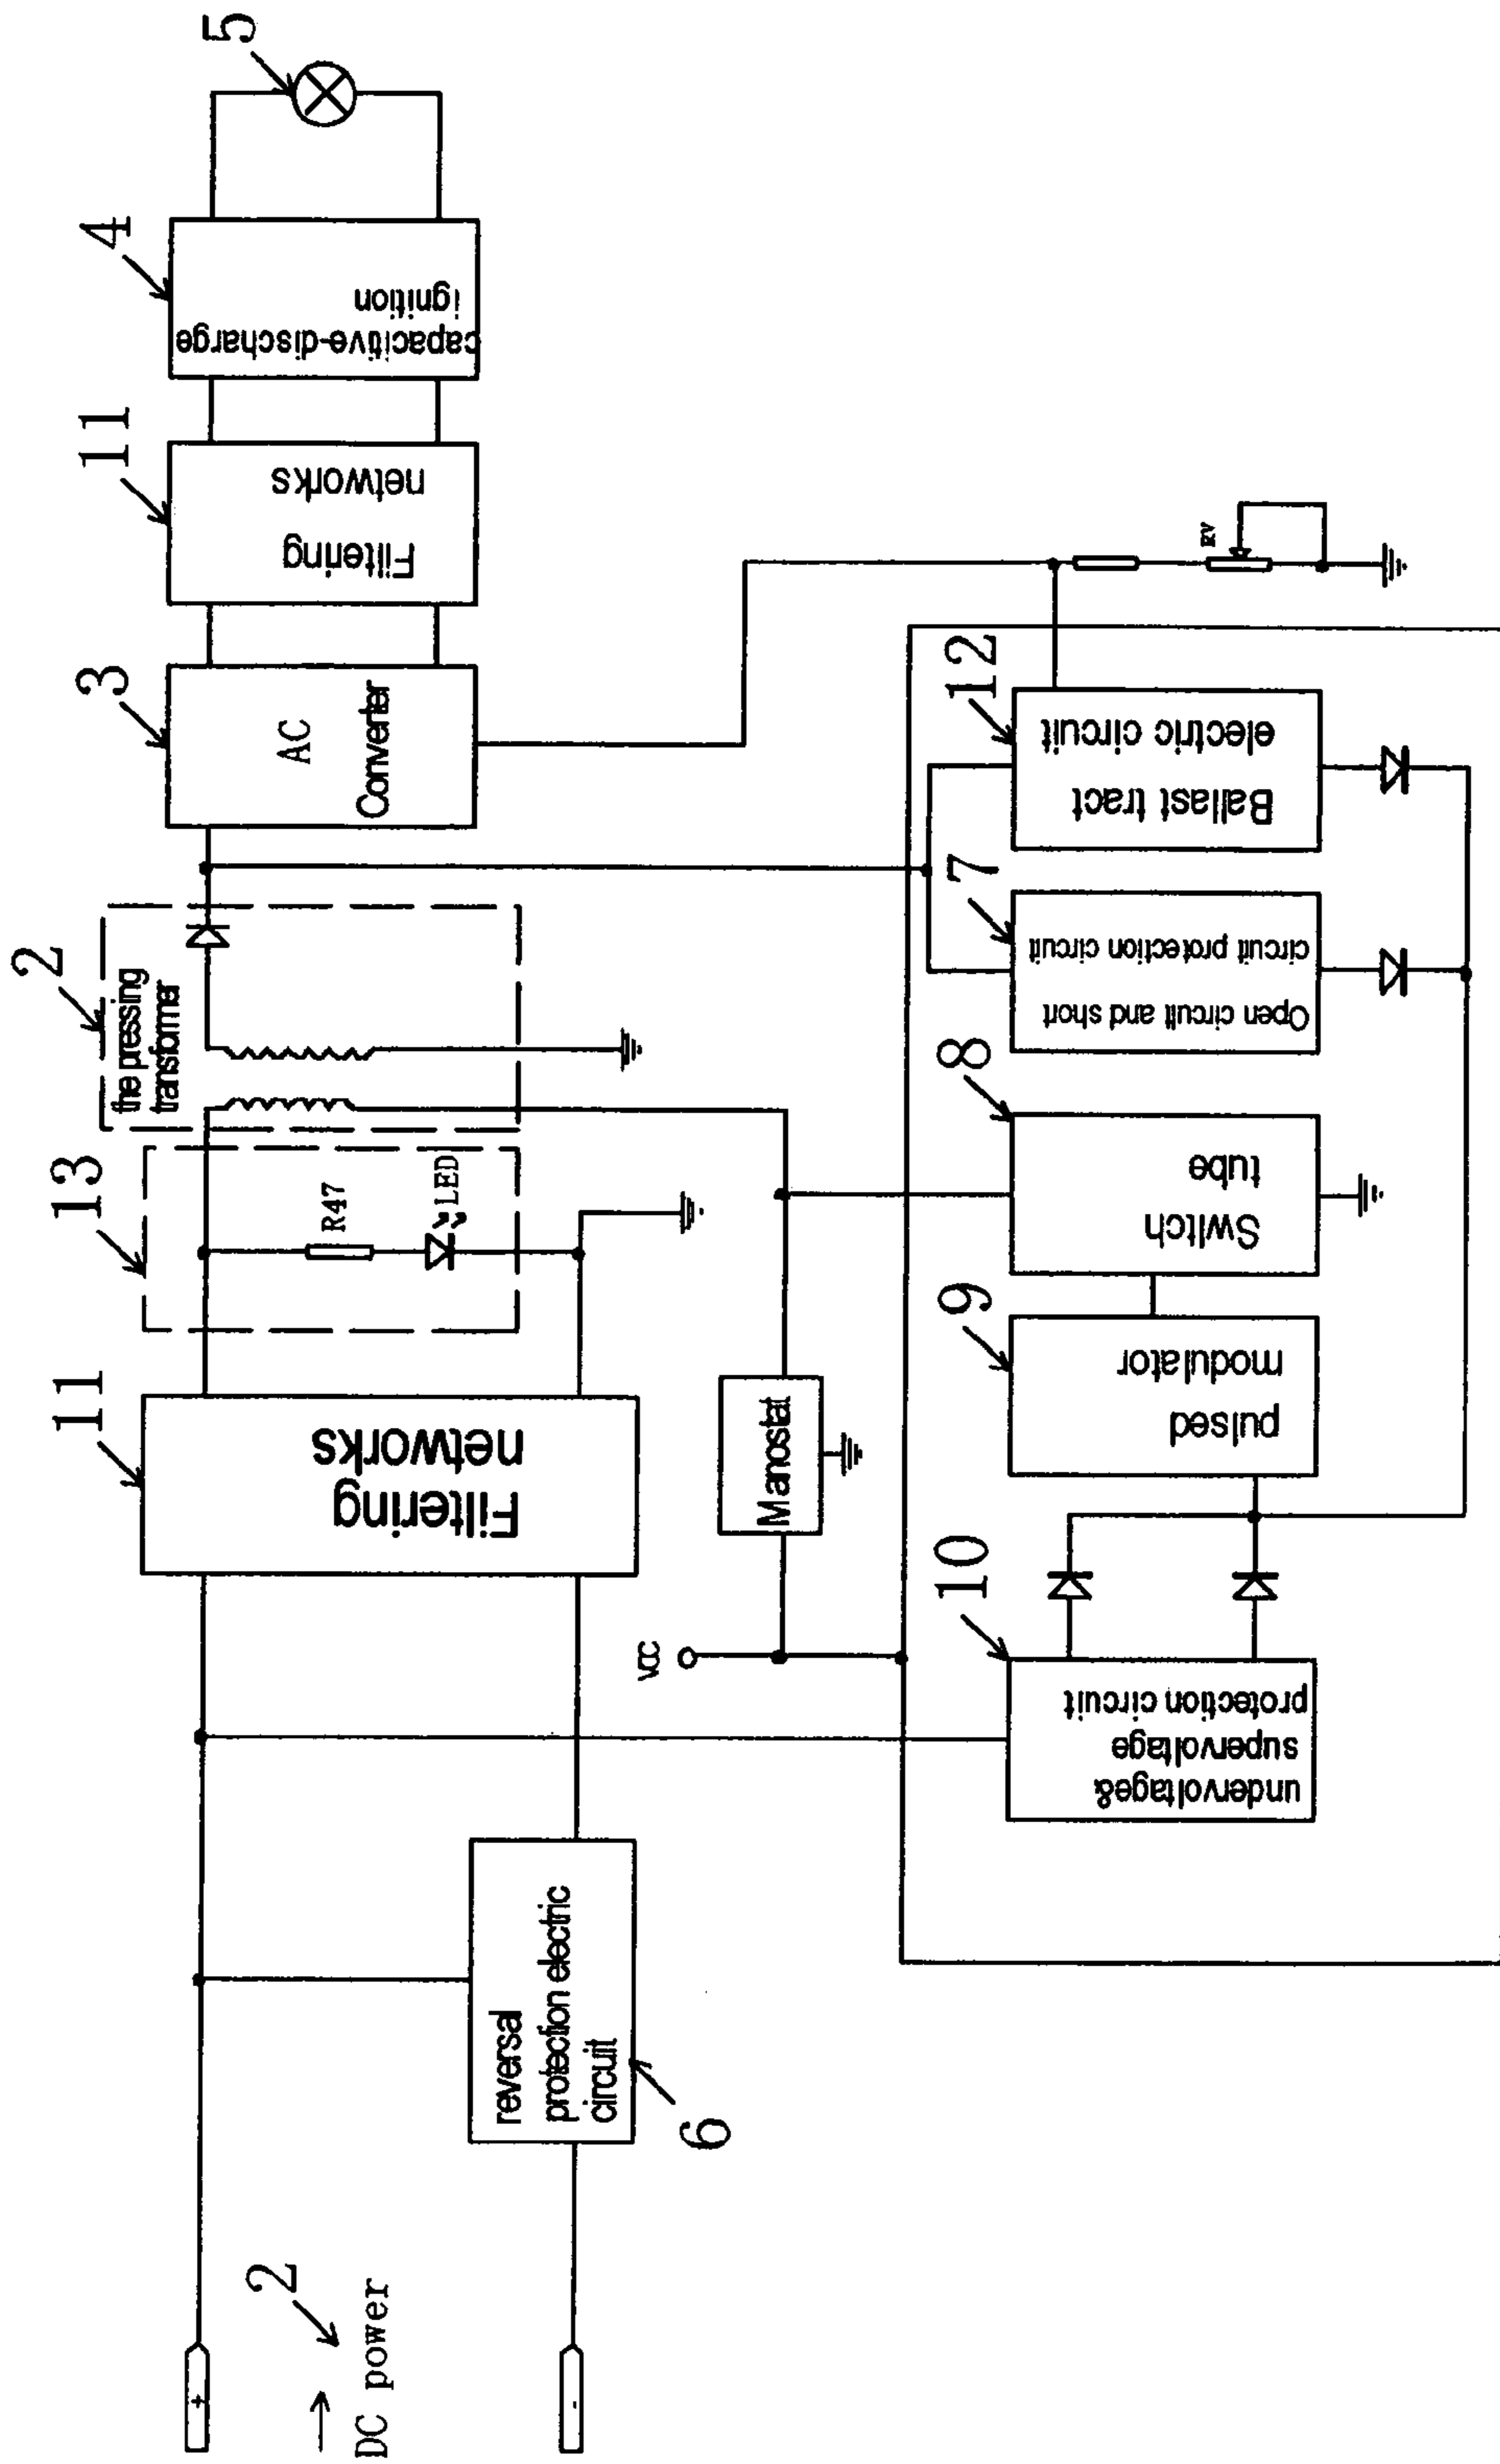 5
4
capacitive-discharge
ignition
11
Filtering
networks
3
AC
Converter
2
the pressing
transformer
13
R47
LED
11
Filtering
networks
RV
12
Ballast tract
electric circuit
7
Open circuit and short
circuit protection circuit
8
Switch
tube
9
pulsed
modulator
Manostat
VCC
10
undervoltage&
supervoltage
protection circuit
reversal
protection electric
circuit
6
2
DC power
+
-